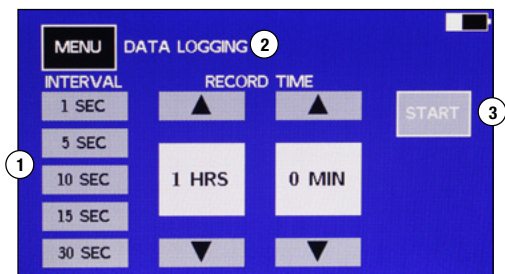 MENU DATA LOGGING 2
INTERVAL RECORD TIME
1 SEC
START 3
5 SEC
1
10 SEC 1 HRS 0 MIN
15 SEC
30 SEC